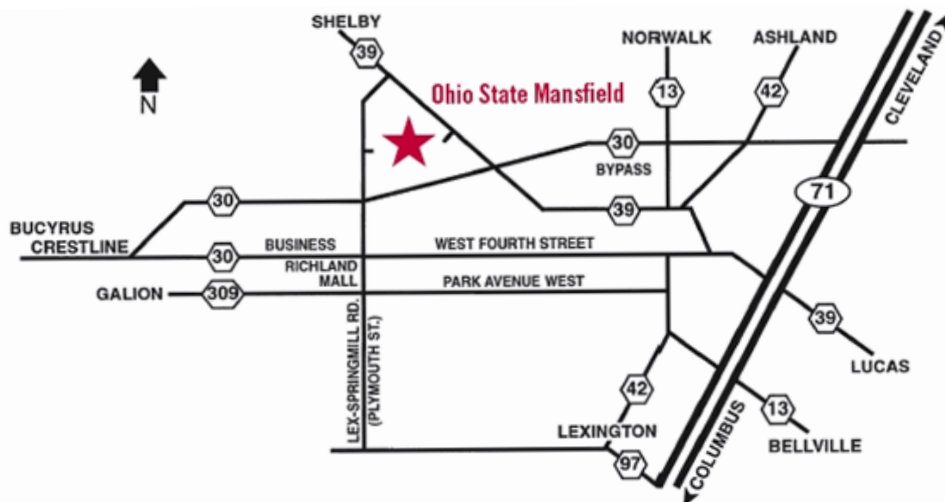 SHELBY
39
NORWALK
ASHLAND
N
Ohio State Mansfield
13
42
CLEVELAND
30
BYPASS
71
30
39
BUCYRUS
CRESTLINE
30
BUSINESS
WEST FOURTH STREET
RICHLAND
MALL
GALION
309
PARK AVENUE WEST
39
LUCAS
LEX-SPRINGMILL RD.
(PLYMOUTH ST.)
42
13
LEXINGTON
BELLVILLE
97
COLUMBUS